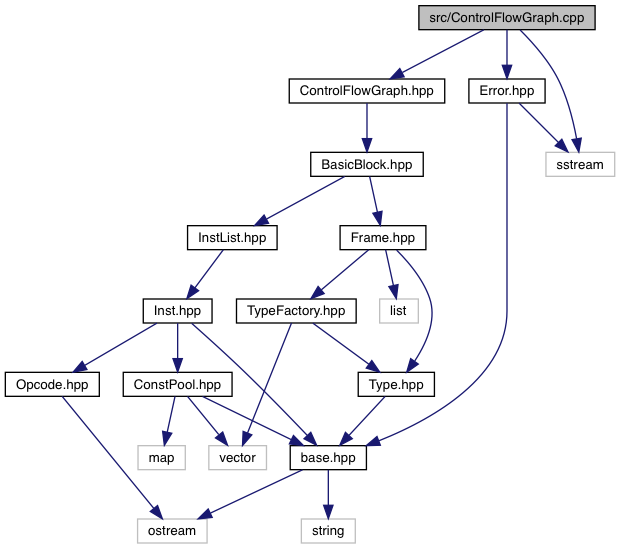 src/ControlFlowGraph.cpp
ControlFlowGraph.hpp
Error.hpp
BasicBlock.hpp
sstream
InstList.hpp
Frame.hpp
Inst.hpp
TypeFactory.hpp
list
Opcode.hpp
ConstPool.hpp
Type.hpp
map
vector
base.hpp
ostream
string